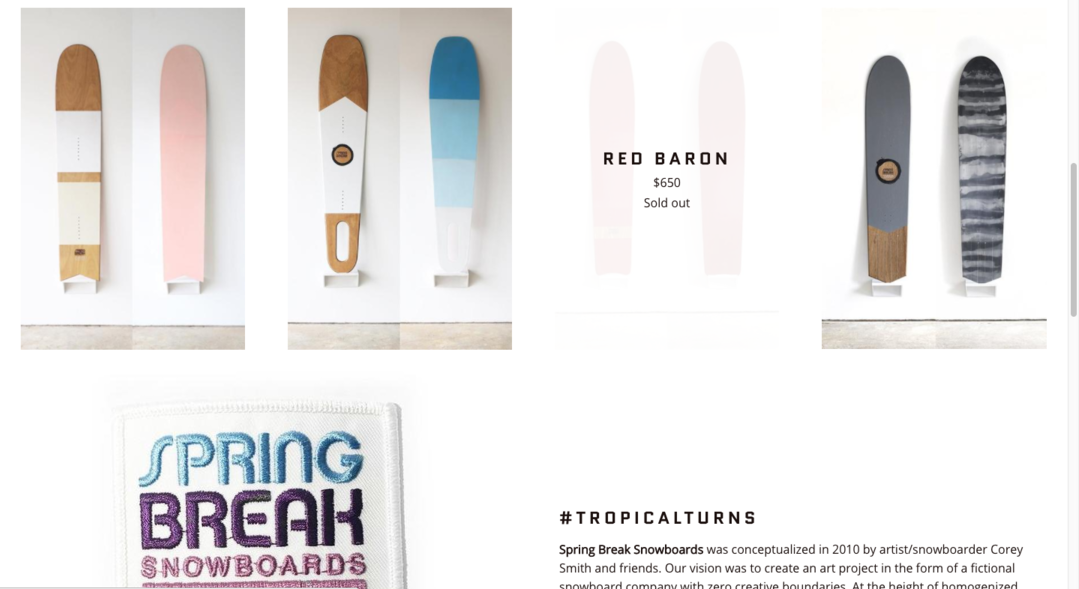 RED BARON
$650
Sold out
SPRING
BREAK
SNOWBOARDS
#TROPICALTURNS
Spring Break Snowboards was conceptualized in 2010 by artist/snowboarder Corey
Smith and friends. Our vision was to create an art project in the form of a fictional
snowboard company with zero creative boundaries. At the height of homogenized